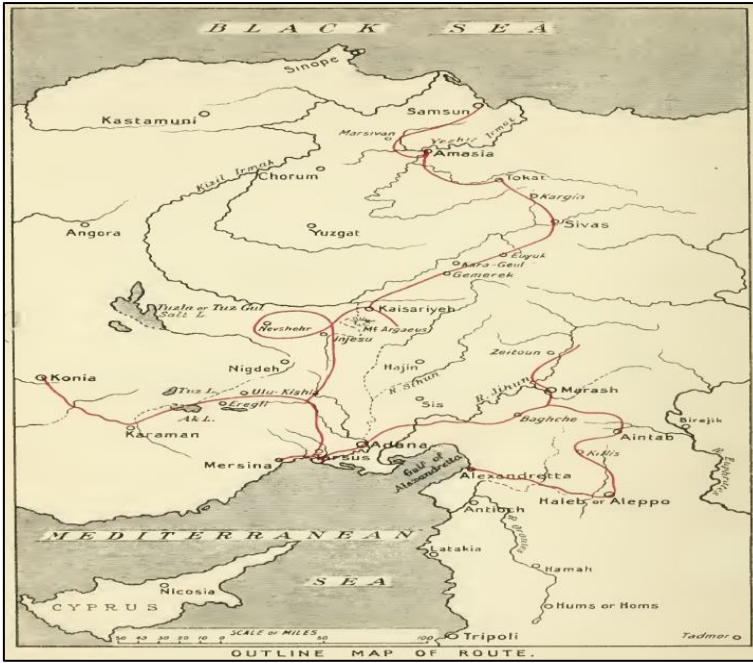 BLACK SEA
Sinope
Kastamuni
Samsun
Marsivan
Yeshil Irmak
Amasia
Kizil Irmak
Chorum
Tokat
Kargin
Angora
Yuzgat
Sivas
Euyuk
Kara-Geul
Gemerek
Tuzla or Tuz Gul
Salt L.
Kaisariyeh
Nevshehr
Mt Argaeus
Injesu
Zeitoun
Nigdeh
Hajin
R. Sihun
R. Jihun
Konia
Tuz L.
Ulu-Kishla
Marash
Eregli
Sis
Ak L.
Baghche
Birejik
Karaman
Adana
Aintab
Mersina
Tarsus
Killis
Gulf of
Alexandretta
Alexandretta
Euphrates
Haleb or Aleppo
Antioch
R. Orontes
MEDITERRANEAN
SEA
Latakia
Hamah
Nicosia
CYPRUS
Hums or Homs
SCALE OF MILES
50 40 30 20 10 0 50 100
Tripoli
Tadmor
OUTLINE MAP OF ROUTE.